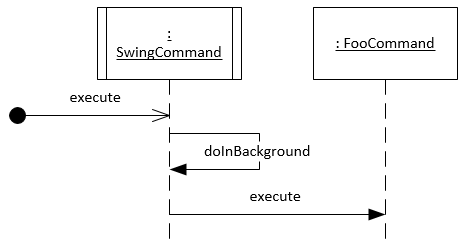 :
SwingCommand
: FooCommand
execute
doInBackground
execute